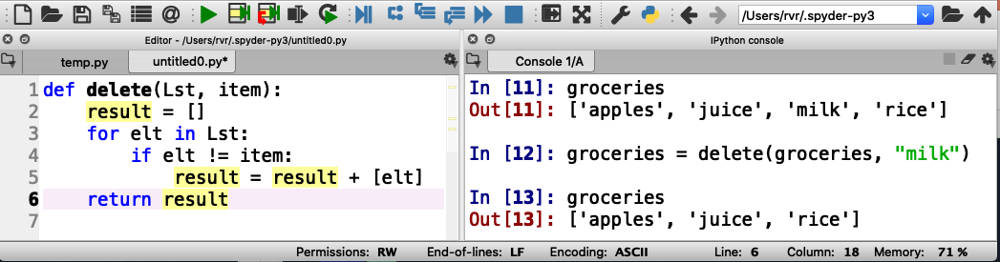 /Users/rvr/.spyder-py3
Editor - /Users/rvr/.spyder-py3/untitled0.py
temp.py
untitled0.py*
1 def delete(Lst, item):
2     result = []
3     for elt in Lst:
4         if elt != item:
5             result = result + [elt]
6     return result
7
IPython console
Console 1/A
In [11]: groceries
Out[11]: ['apples', 'juice', 'milk', 'rice']
In [12]: groceries = delete(groceries, "milk")
In [13]: groceries
Out[13]: ['apples', 'juice', 'rice']
Permissions: RW End-of-lines: LF Encoding: ASCII Line: 6 Column: 18 Memory: 71 %